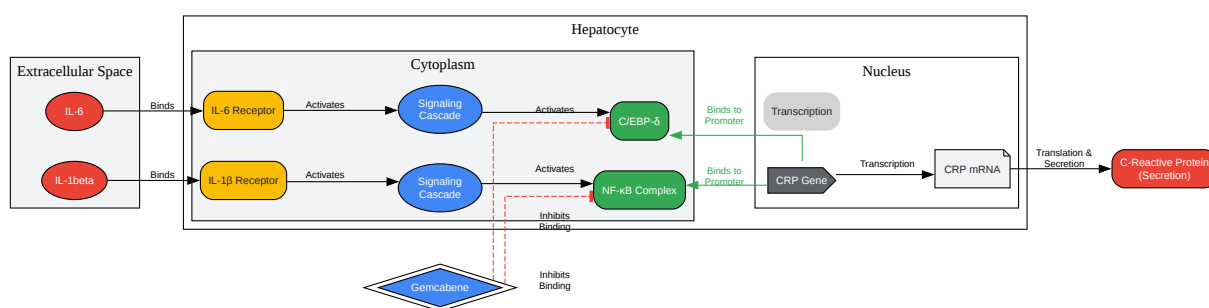 Hepatocyte
Extracellular Space
Cytoplasm
Nucleus
IL-6
Binds
IL-6 Receptor
Activates
Signaling
Cascade
Activates
C/EBP-δ
Binds to
Promoter
Transcription
IL-1beta
Binds
IL-1β Receptor
Activates
Signaling
Cascade
Activates
NF-κB Complex
Binds to
Promoter
CRP Gene
Transcription
CRP mRNA
Translation &
Secretion
C-Reactive Protein
(Secretion)
Inhibits
Binding
Gemcabene
Inhibits
Binding